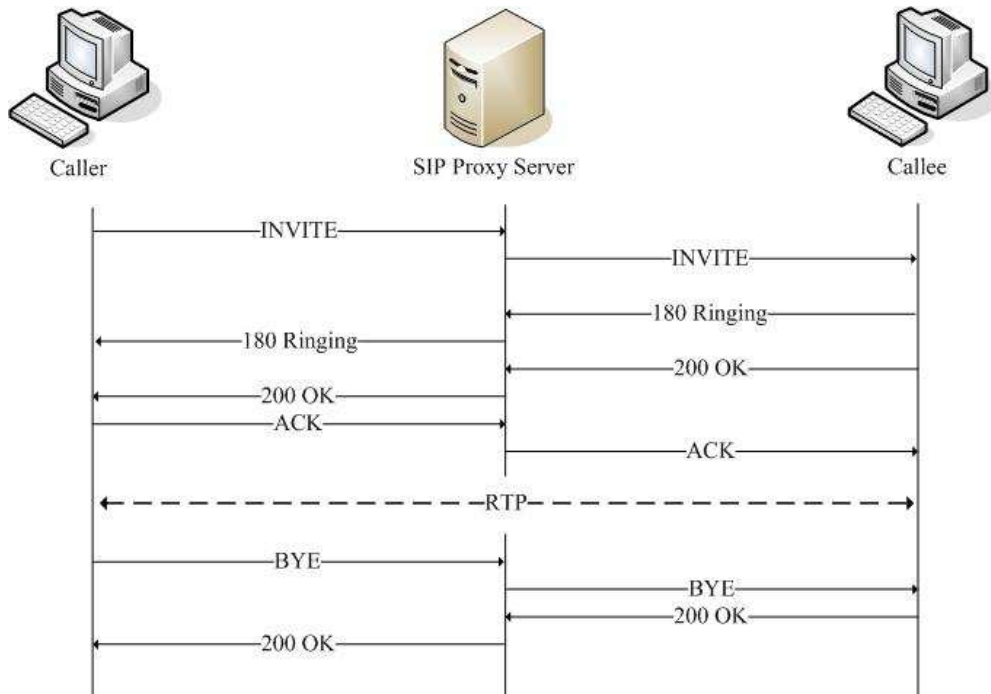 Caller
SIP Proxy Server
Callee
INVITE
INVITE
180 Ringing
180 Ringing
200 OK
200 OK
ACK
ACK
RTP
BYE
BYE
200 OK
200 OK